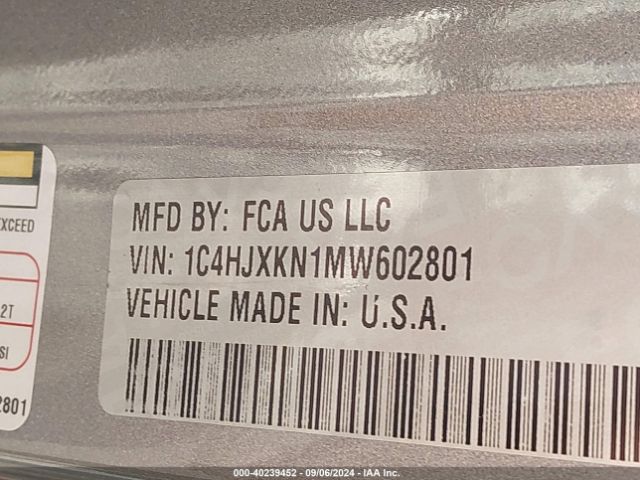 EXCEED
MFD BY: FCA US LLC
VIN: 1C4HJXKN1MW602801
VEHICLE MADE IN: U.S.A.
2T
SI
2801
000-40239452 - 09/06/2024 - IAA Inc.